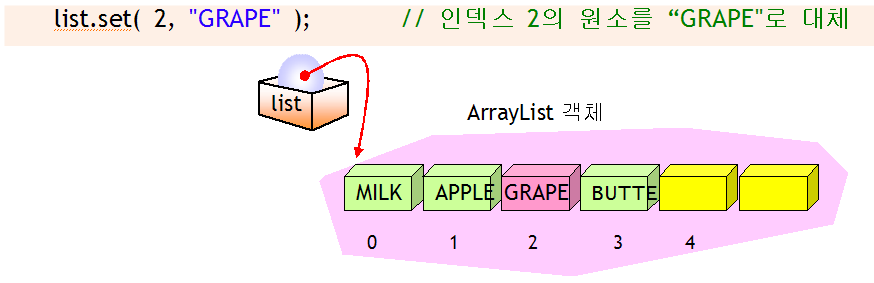 list.set( 2, "GRAPE" ); // 인덱스 2의 원소를 “GRAPE"로 대체
list
ArrayList 객체
MILK APPLE GRAPE BUTTE
0 1 2 3 4